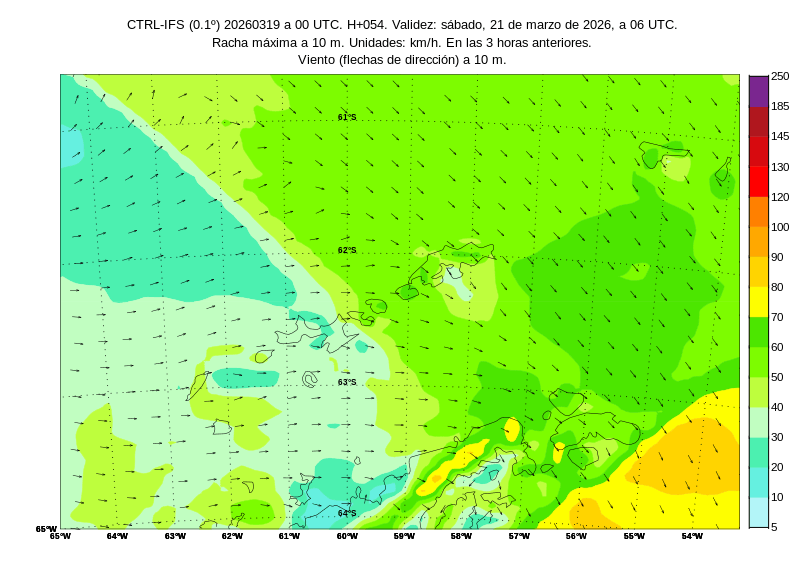 CTRL-IFS (0.1º) 20260319 a 00 UTC. H+054. Validez: sábado, 21 de marzo de 2026, a 06 UTC.
Racha máxima a 10 m. Unidades: km/h. En las 3 horas anteriores.
Viento (flechas de dirección) a 10 m.
250
185
145
130
120
100
90
80
70
60
50
40
30
20
10
5
61°S
62°S
63°S
64°S
65°W
65°W 64°W 63°W 62°W 61°W 60°W 59°W 58°W 57°W 56°W 55°W 54°W